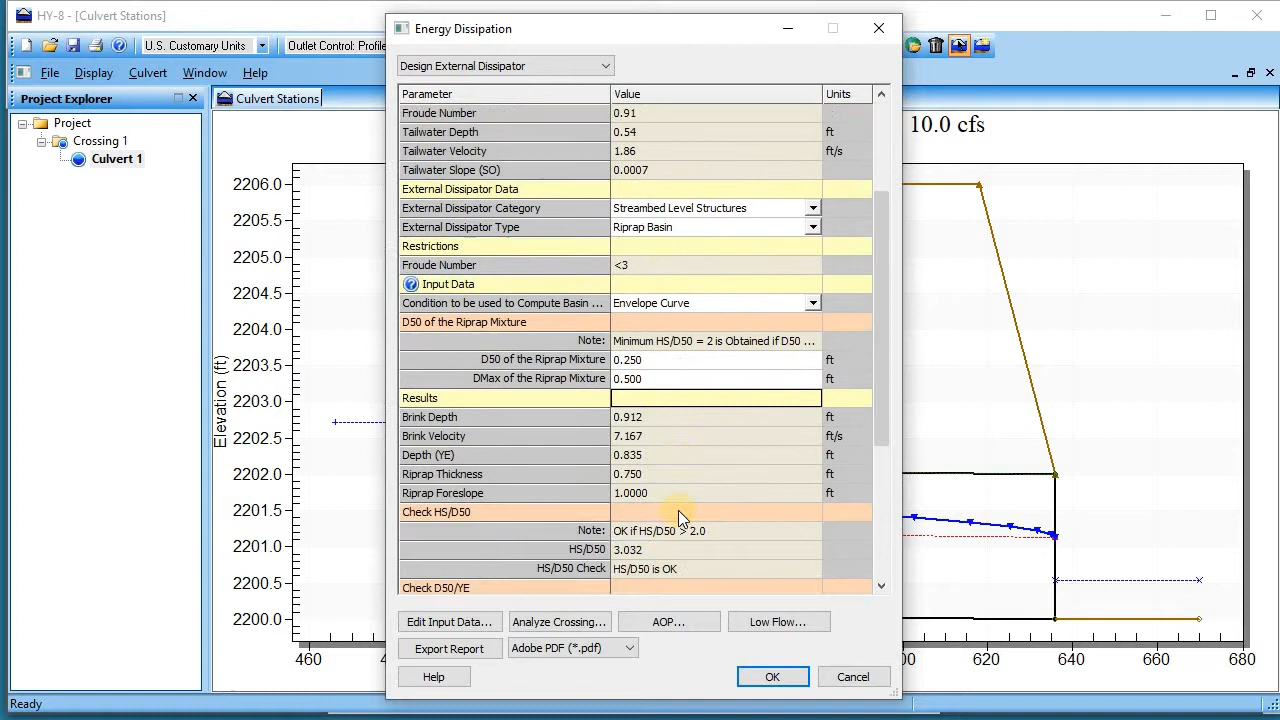 HY-8 - [Culvert Stations]
U.S. Customary Units
Outlet Control: Profile
File Display Culvert Window Help
Project Explorer
Project
Crossing 1
Culvert 1
Culvert Stations
10.0 cfs
Elevation (ft)
2206.0
2205.5
2205.0
2204.5
2204.0
2203.5
2203.0
2202.5
2202.0
2201.5
2201.0
2200.5
2200.0
460
00 620 640 660 680
Ready
Energy Dissipation
Design External Dissipator
Parameter Value Units
Froude Number 0.91
Tailwater Depth 0.54 ft
Tailwater Velocity 1.86 ft/s
Tailwater Slope (SO) 0.0007
External Dissipator Data
External Dissipator Category Streambed Level Structures
External Dissipator Type Riprap Basin
Restrictions
Froude Number <3
Input Data
Condition to be used to Compute Basin ... Envelope Curve
D50 of the Riprap Mixture
Note: Minimum HS/D50 = 2 is Obtained if D50 ...
D50 of the Riprap Mixture 0.250 ft
DMax of the Riprap Mixture 0.500 ft
Results
Brink Depth 0.912 ft
Brink Velocity 7.167 ft/s
Depth (YE) 0.835 ft
Riprap Thickness 0.750 ft
Riprap Foreslope 1.0000 ft
Check HS/D50
Note: OK if HS/D50 > 2.0
HS/D50 3.032
HS/D50 Check HS/D50 is OK
Check D50/YE
Edit Input Data... Analyze Crossing... AOP... Low Flow...
Export Report Adobe PDF (*.pdf)
Help OK Cancel